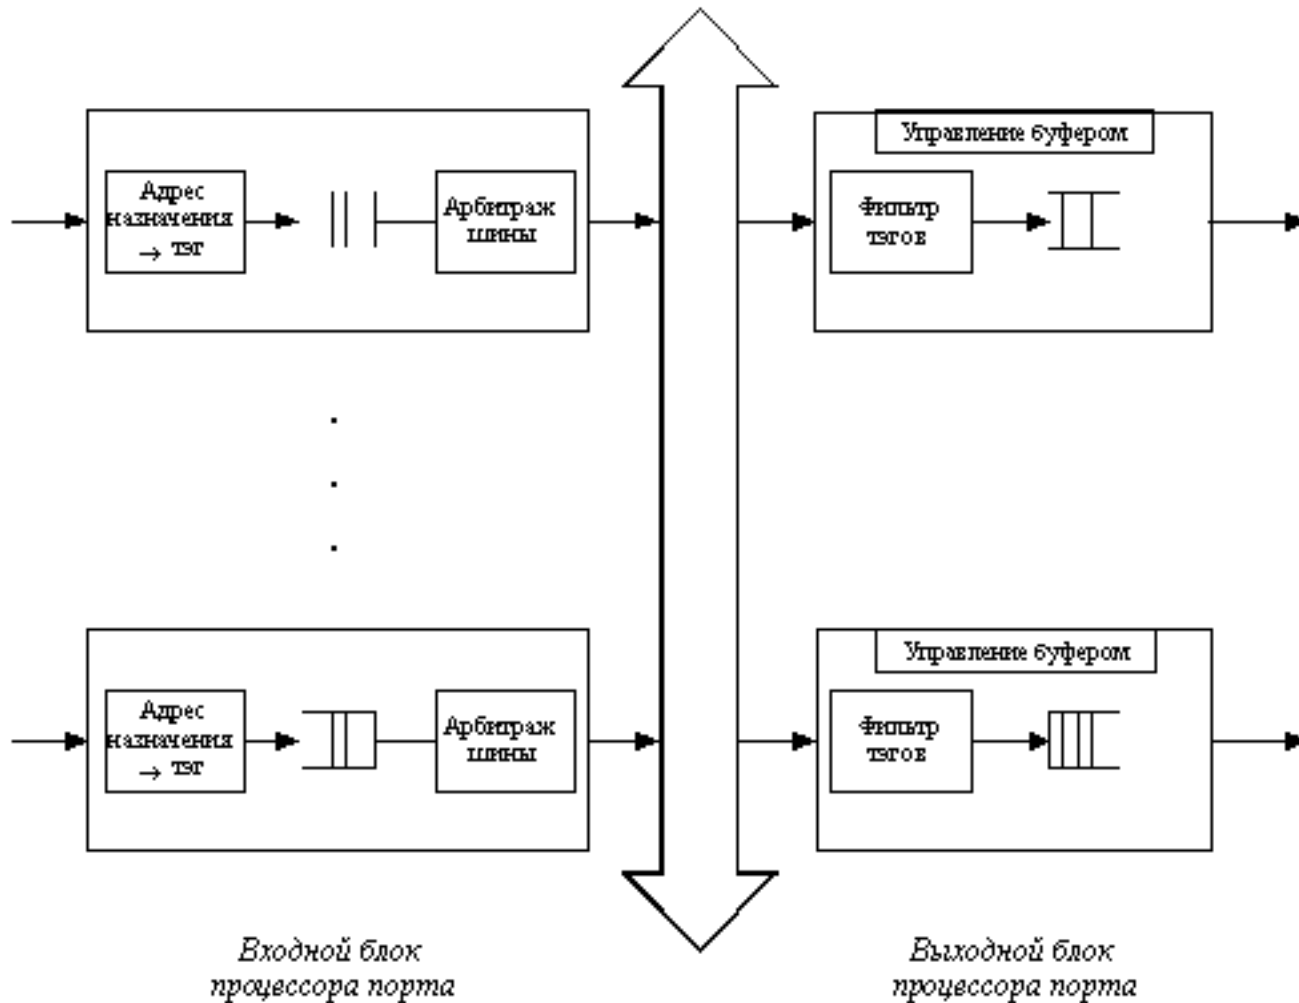 Управление буфером
Адрес
назначения
→ тэг
Арбитраж
шины
Фильтр
тэгов
Управление буфером
Адрес
назначения
→ тэг
Арбитраж
шины
Фильтр
тэгов
Входной блок
процессора порта
Выходной блок
процессора порта